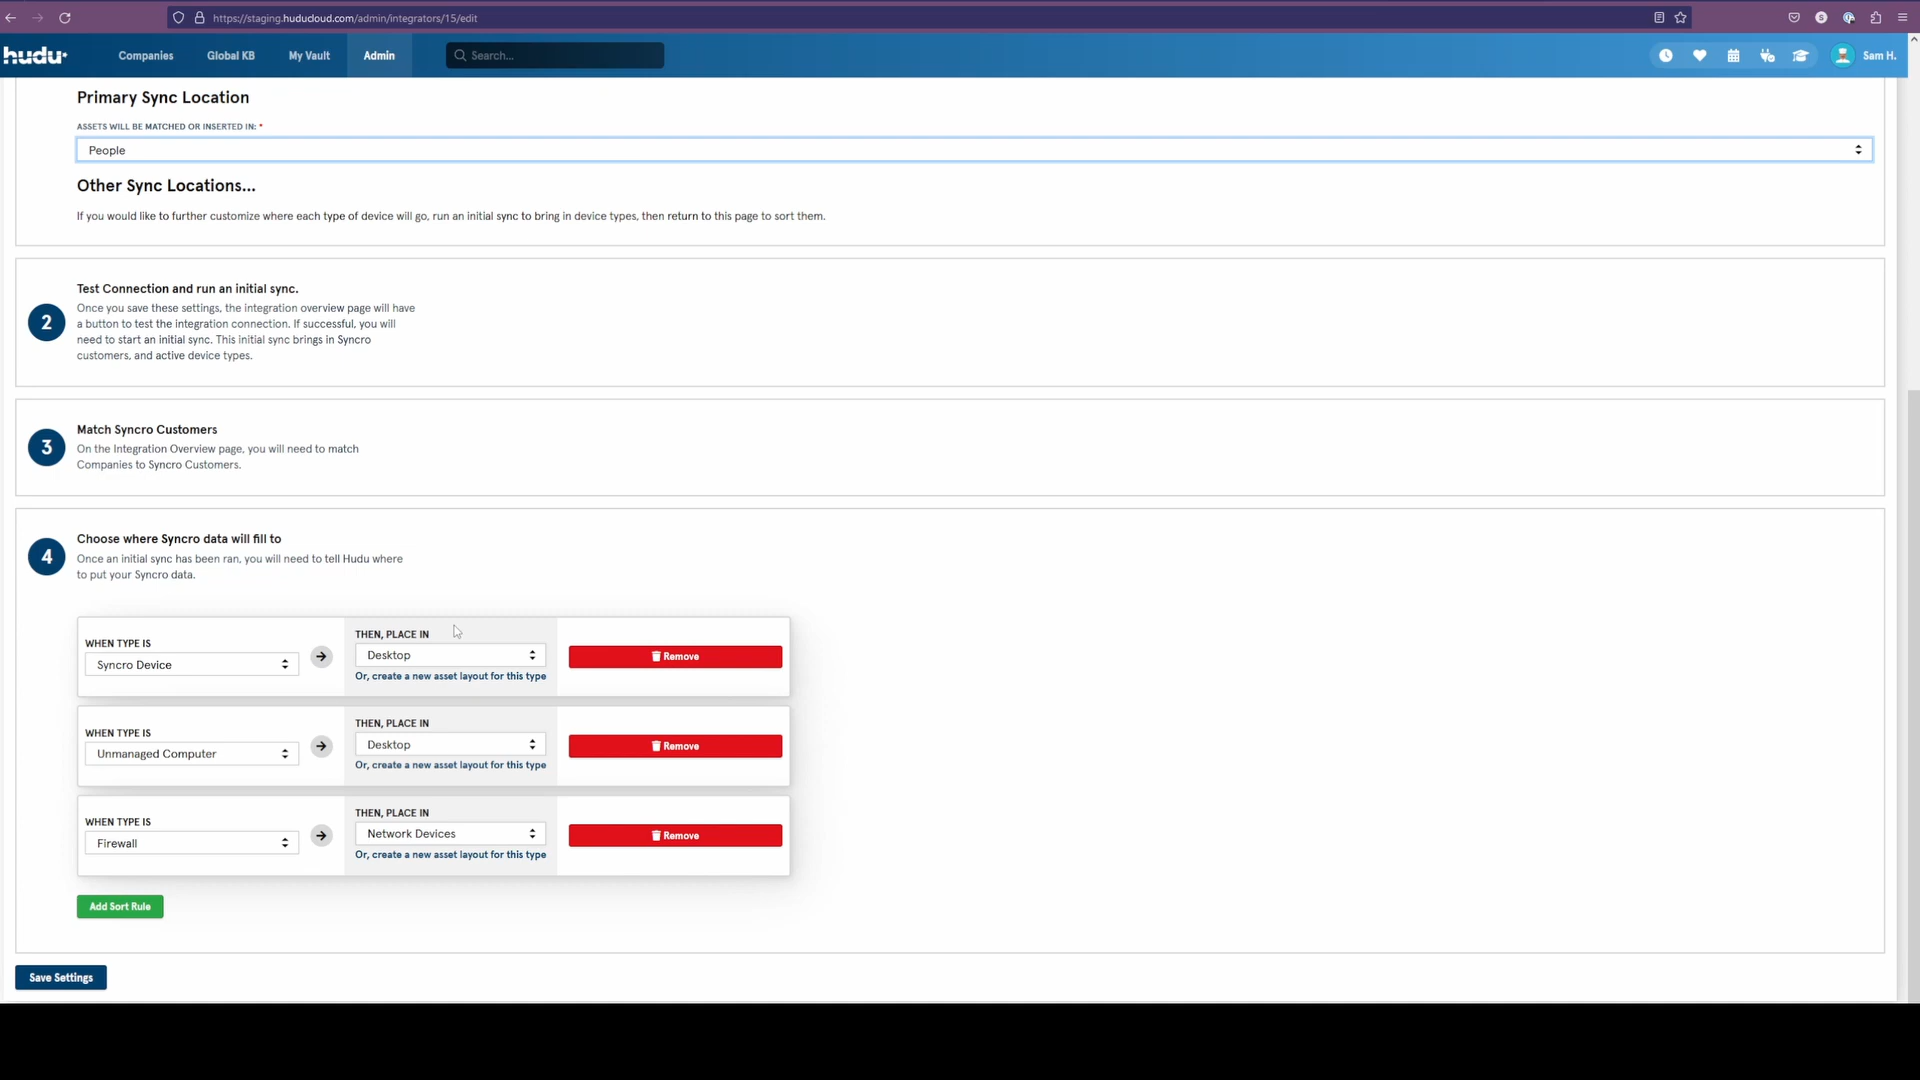 https://staging.huducloud.com/admin/integrators/15/edit
hudu
Companies
Global KB
My Vault
Admin
Search...
Sam H.
Primary Sync Location
ASSETS WILL BE MATCHED OR INSERTED IN: *
People
Other Sync Locations...
If you would like to further customize where each type of device will go, run an initial sync to bring in device types, then return to this page to sort them.
2
Test Connection and run an initial sync.
Once you save these settings, the integration overview page will have
a button to test the integration connection. If successful, you will
need to start an initial sync. This initial sync brings in Syncro
customers, and active device types.
3
Match Syncro Customers
On the Integration Overview page, you will need to match
Companies to Syncro Customers.
4
Choose where Syncro data will fill to
Once an initial sync has been ran, you will need to tell Hudu where
to put your Syncro data.
WHEN TYPE IS
Syncro Device
THEN, PLACE IN
Desktop
Or, create a new asset layout for this type
Remove
WHEN TYPE IS
Unmanaged Computer
THEN, PLACE IN
Desktop
Or, create a new asset layout for this type
Remove
WHEN TYPE IS
Firewall
THEN, PLACE IN
Network Devices
Or, create a new asset layout for this type
Remove
Add Sort Rule
Save Settings